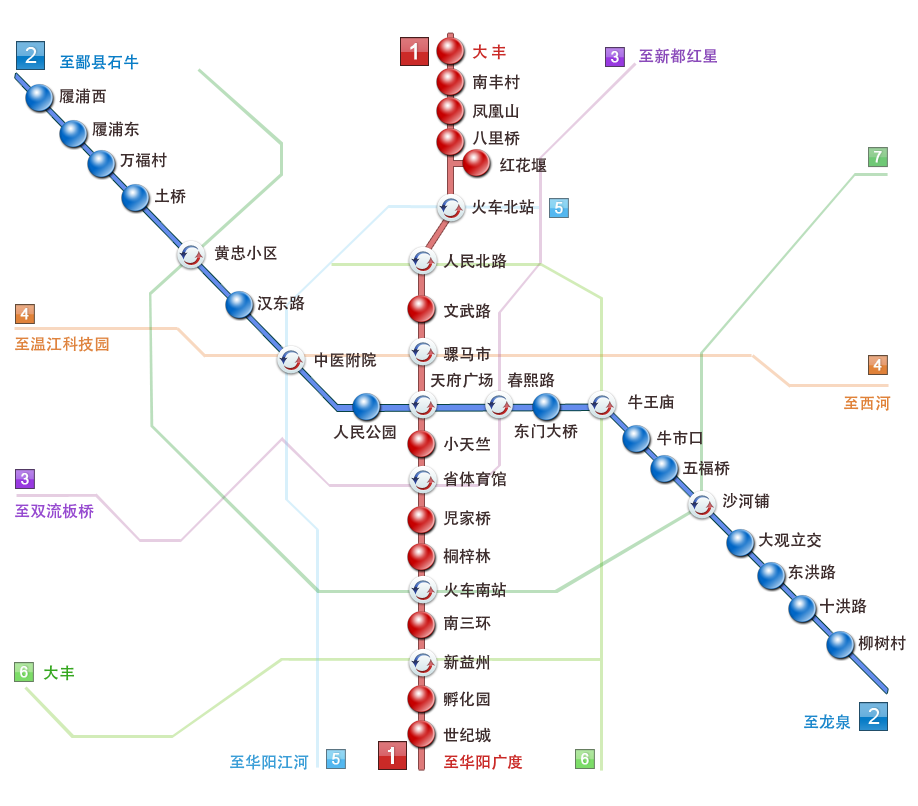 2
至鄙县石牛
1
大丰
3
至新都红星
履浦西
南丰村
凤凰山
履浦东
八里桥
万福村
红花堰
7
土桥
火车北站
5
黄忠小区
人民北路
汉东路
文武路
4
至温江科技园
中医附院
骡马市
4
至西河
天府广场
春熙路
牛王庙
人民公园
东门大桥
小天竺
牛市口
五福桥
3
至双流板桥
省体育馆
沙河铺
児家桥
大观立交
桐梓林
东洪路
火车南站
十洪路
南三环
柳树村
6
大丰
新益州
孵化园
至龙泉
2
世纪城
至华阳江河
5
1
至华阳广度
6